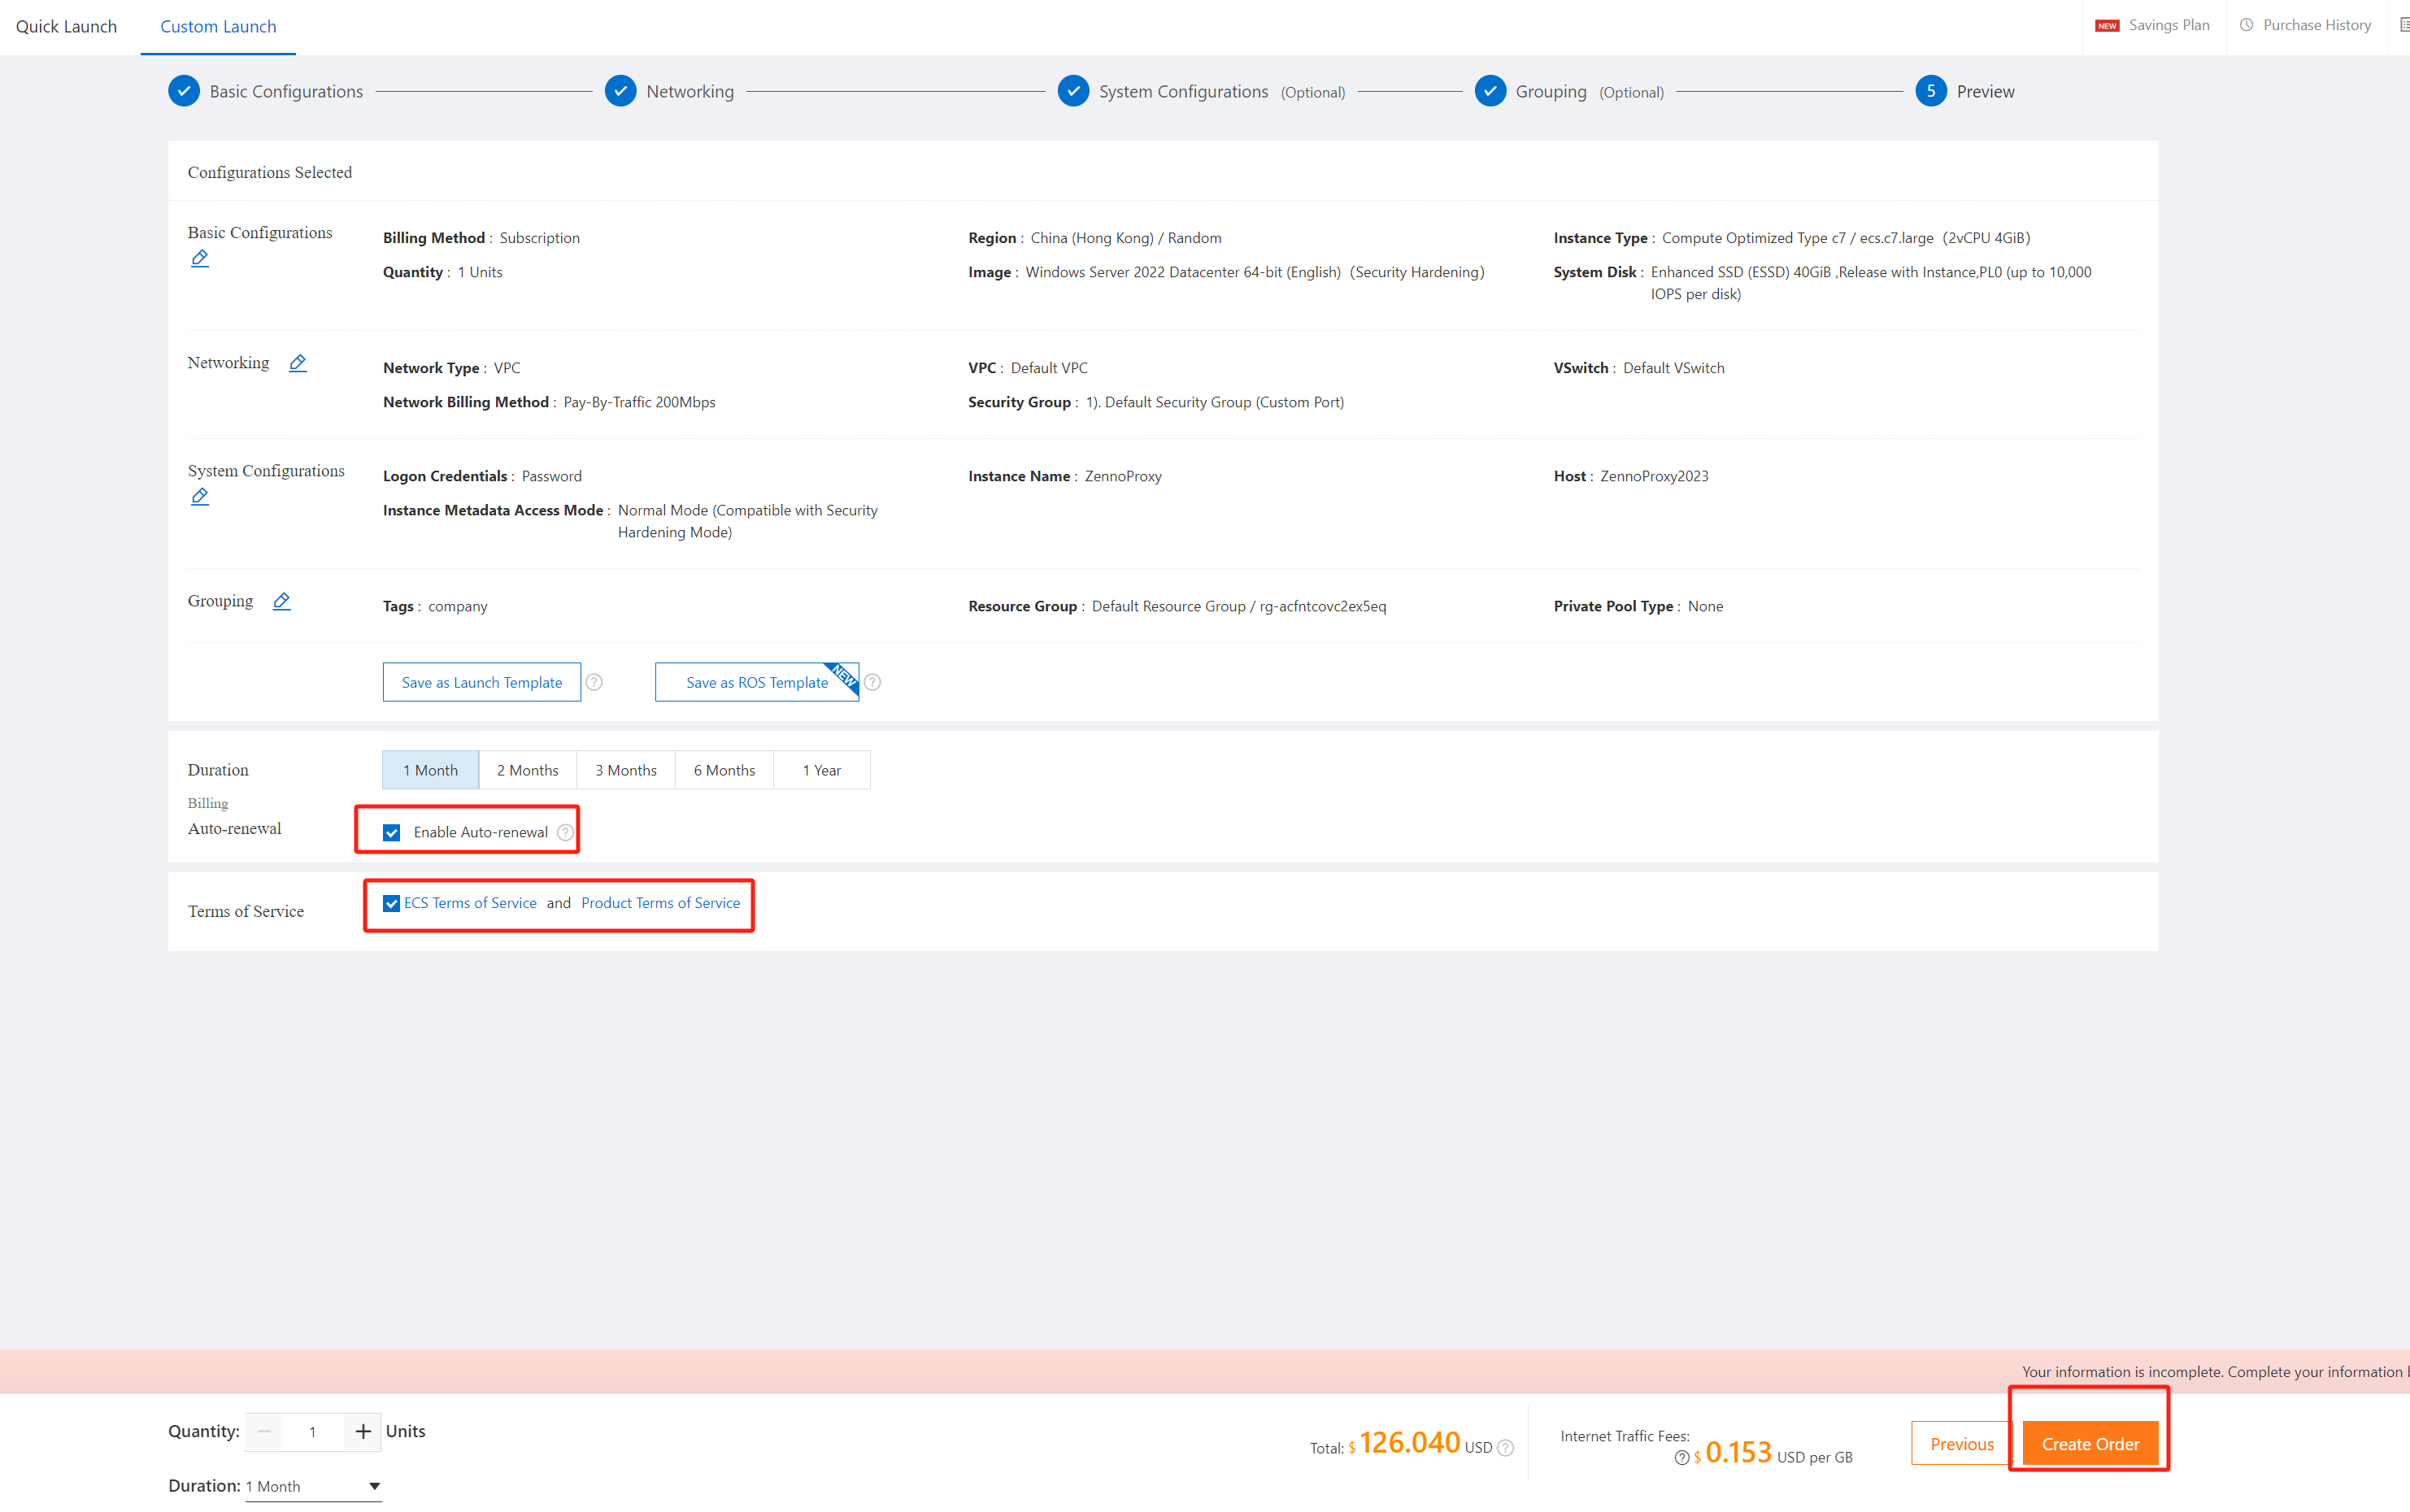 Quick Launch
Custom Launch
NEW Savings Plan
Purchase History
Basic Configurations
Networking
System Configurations (Optional)
Grouping (Optional)
5 Preview
Configurations Selected
Basic Configurations
Billing Method : Subscription
Region : China (Hong Kong) / Random
Instance Type : Compute Optimized Type c7 / ecs.c7.large (2vCPU 4GiB)
Quantity : 1 Units
Image : Windows Server 2022 Datacenter 64-bit (English) (Security Hardening)
System Disk : Enhanced SSD (ESSD) 40GiB ,Release with Instance,PL0 (up to 10,000
IOPS per disk)
Networking
Network Type : VPC
VPC : Default VPC
VSwitch : Default VSwitch
Network Billing Method : Pay-By-Traffic 200Mbps
Security Group : 1). Default Security Group (Custom Port)
System Configurations
Logon Credentials : Password
Instance Name : ZennoProxy
Host : ZennoProxy2023
Instance Metadata Access Mode : Normal Mode (Compatible with Security
Hardening Mode)
Grouping
Tags : company
Resource Group : Default Resource Group / rg-acfntcovc2ex5eq
Private Pool Type : None
Save as Launch Template ?
Save as ROS Template NEW ?
Duration
1 Month
2 Months
3 Months
6 Months
1 Year
Billing
Auto-renewal
Enable Auto-renewal ?
Terms of Service
ECS Terms of Service and Product Terms of Service
Your information is incomplete. Complete your information
Quantity: − 1 + Units
Total: $ 126.040 USD ?
Internet Traffic Fees:
? $ 0.153 USD per GB
Previous
Create Order
Duration: 1 Month